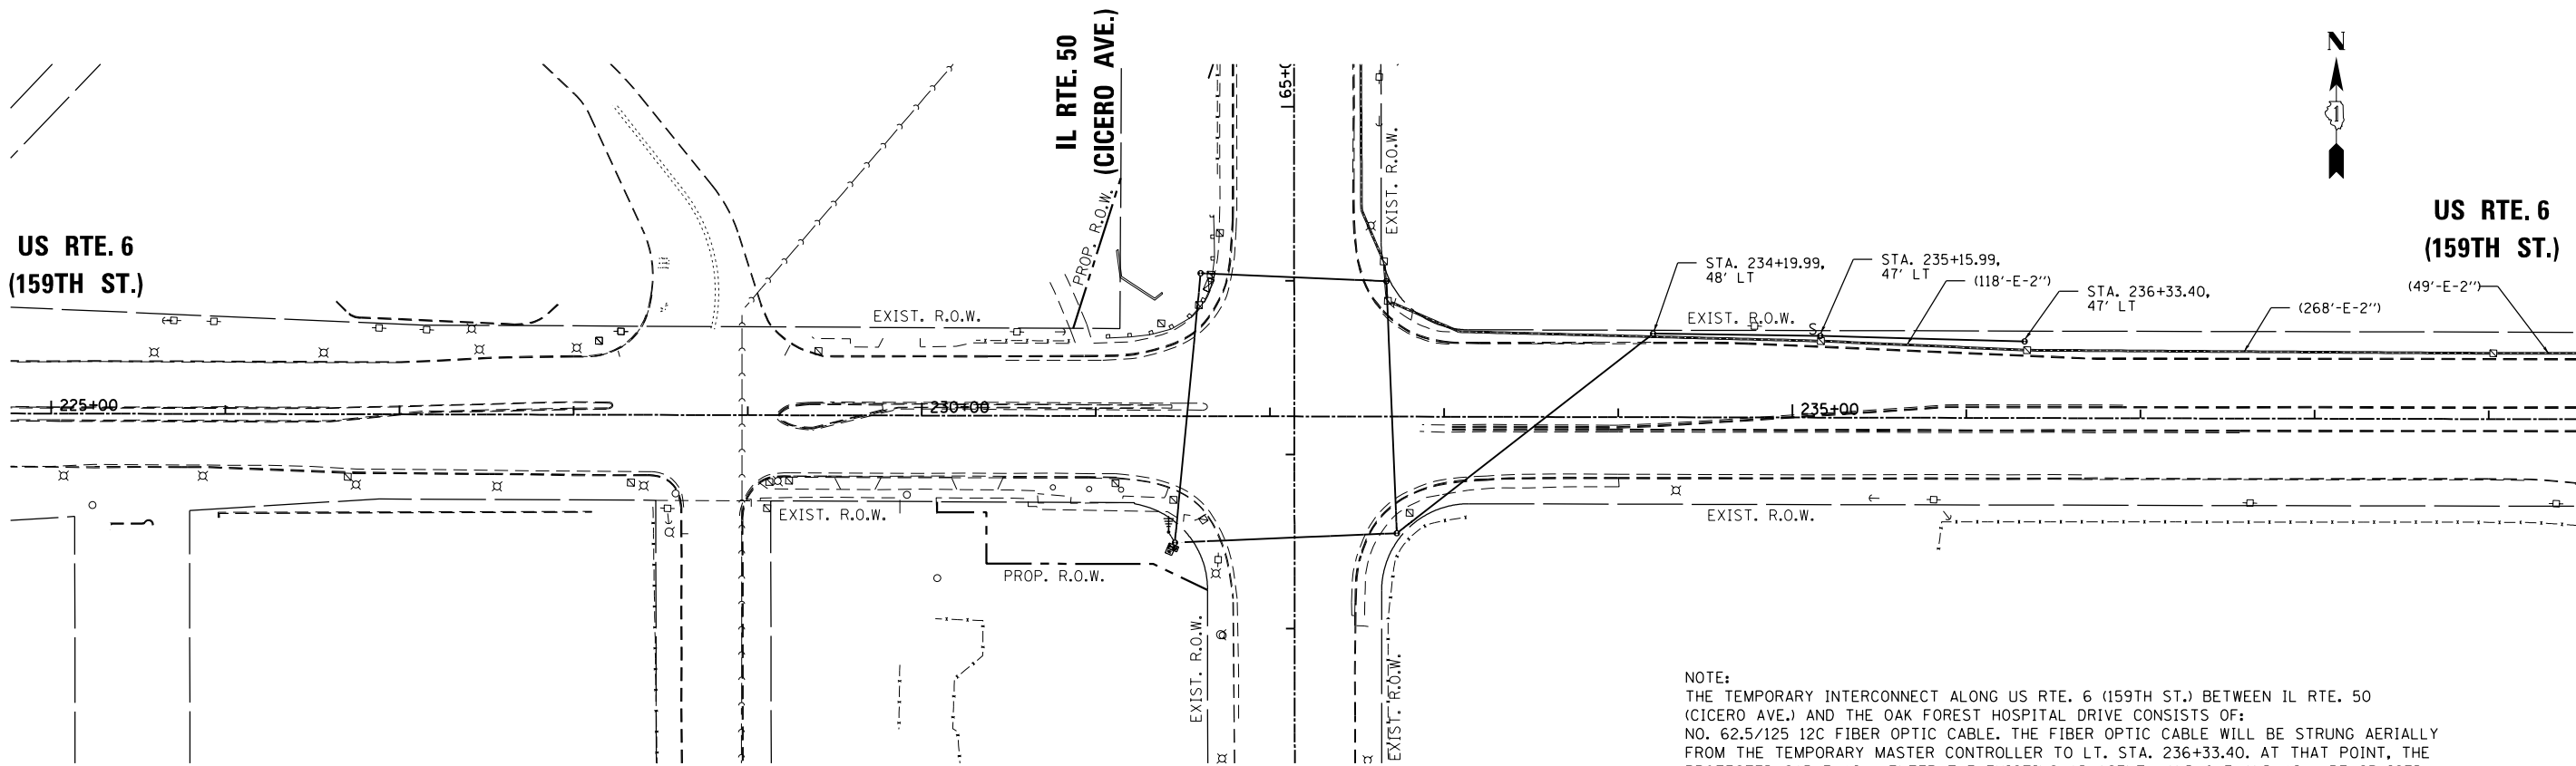 IL RTE. 50
(CICERO AVE.)
N
1
US RTE. 6
(159TH ST.)
US RTE. 6
(159TH ST.)
PROP. R.O.W.
EXIST. R.O.W.
STA. 234+19.99,
48' LT
STA. 235+15.99,
47' LT
(118'-E-2'')
STA. 236+33.40,
47' LT
(268'-E-2'')
(49'-E-2'')
EXIST. R.O.W.
EXIST. R.O.W.
S
225+00
230+00
235+00
EXIST. R.O.W.
EXIST. R.O.W.
PROP. R.O.W.
EXIST. R.O.W.
EXIST. R.O.W.
NOTE:
THE TEMPORARY INTERCONNECT ALONG US RTE. 6 (159TH ST.) BETWEEN IL RTE. 50
(CICERO AVE.) AND THE OAK FOREST HOSPITAL DRIVE CONSISTS OF:
NO. 62.5/125 12C FIBER OPTIC CABLE. THE FIBER OPTIC CABLE WILL BE STRUNG AERIALLY
FROM THE TEMPORARY MASTER CONTROLLER TO LT. STA. 236+33.40. AT THAT POINT, THE